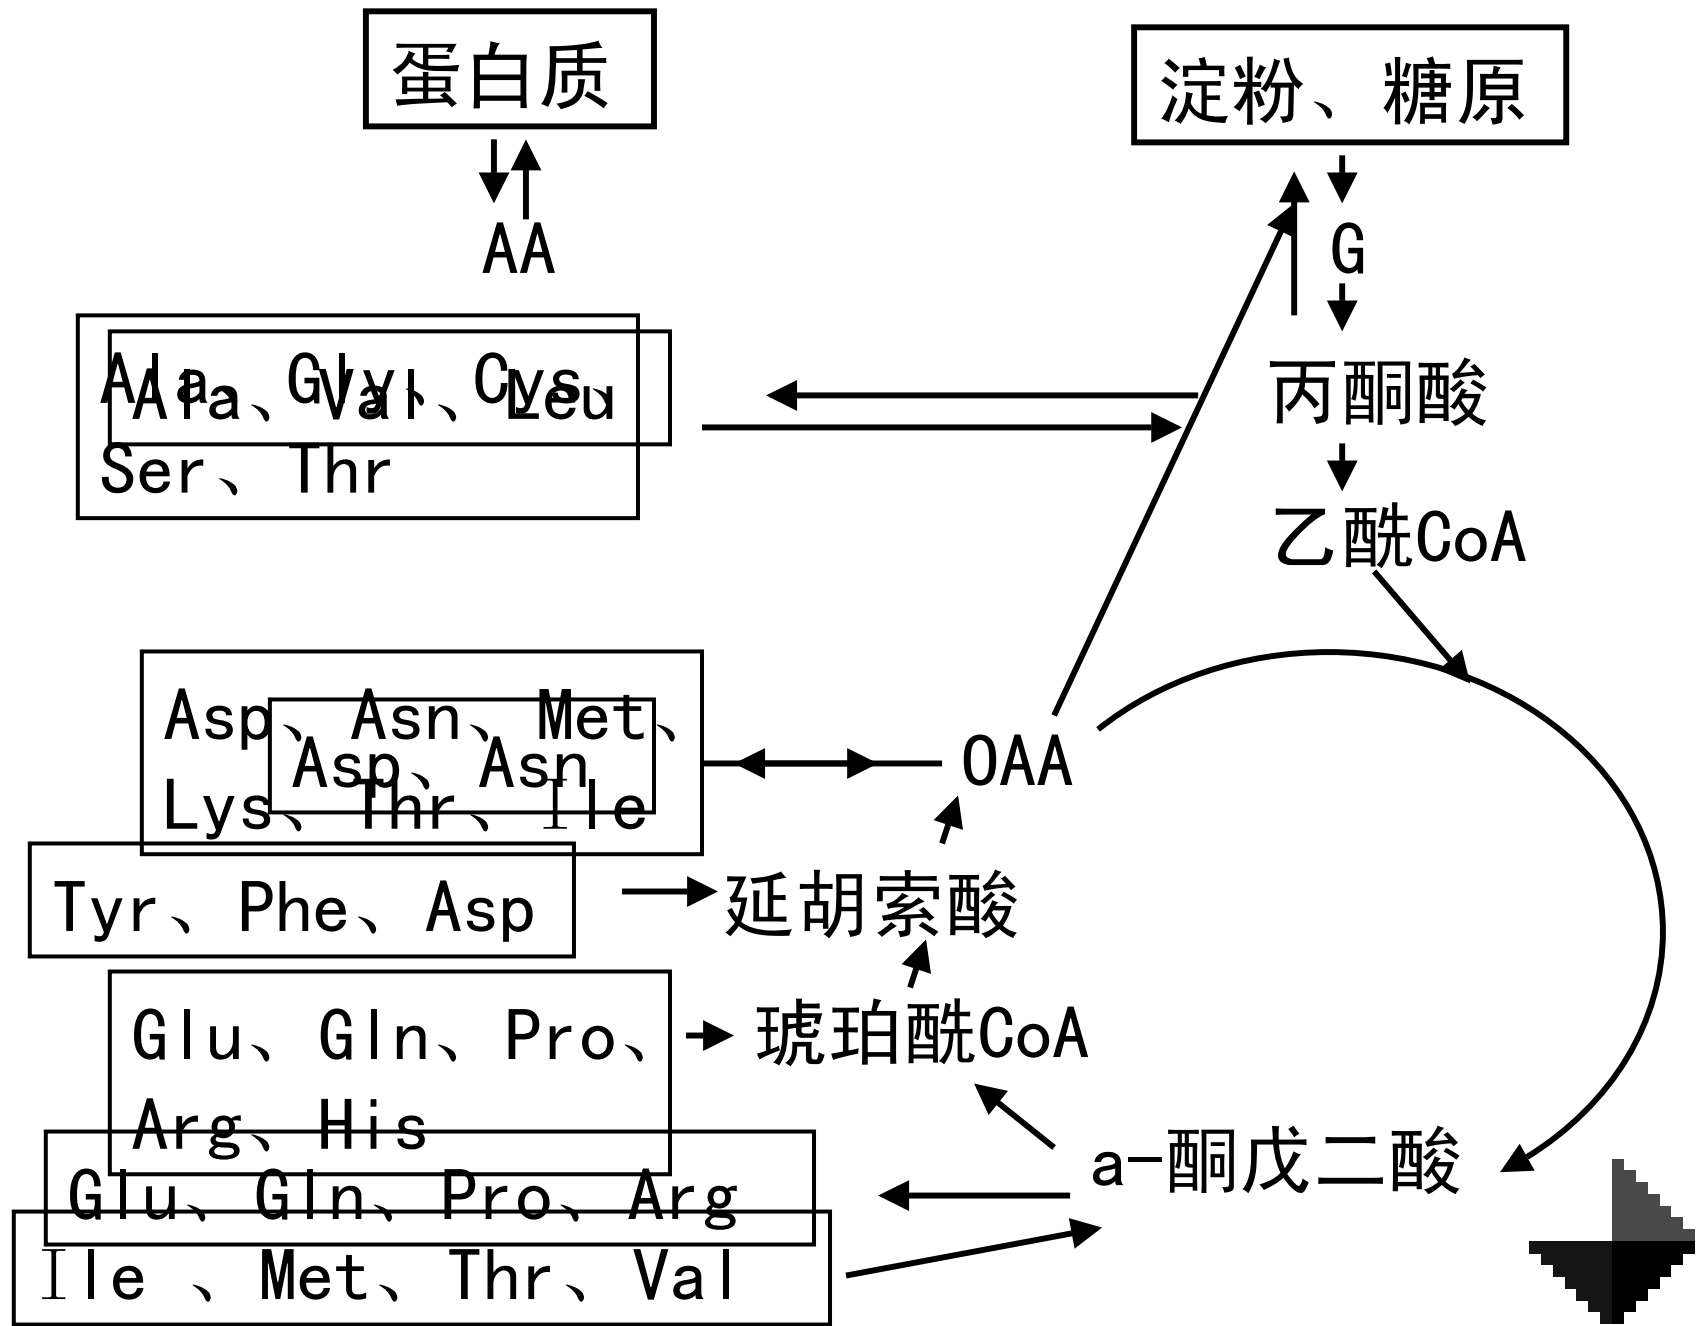 蛋白质
淀粉、糖原
AA
G
Ala、Gly、Cys、
Ser、Thr
Ala、Val、Leu
丙酮酸
乙酰CoA
Asp、Asn、Met、
Lys、Thr、Ile
Asp、Asn
OAA
Tyr、Phe、Asp
延胡索酸
Glu、Gln、Pro、
Arg、His
琥珀酰CoA
a-酮戊二酸
Glu、Gln、Pro、Arg
Ile 、Met、Thr、Val